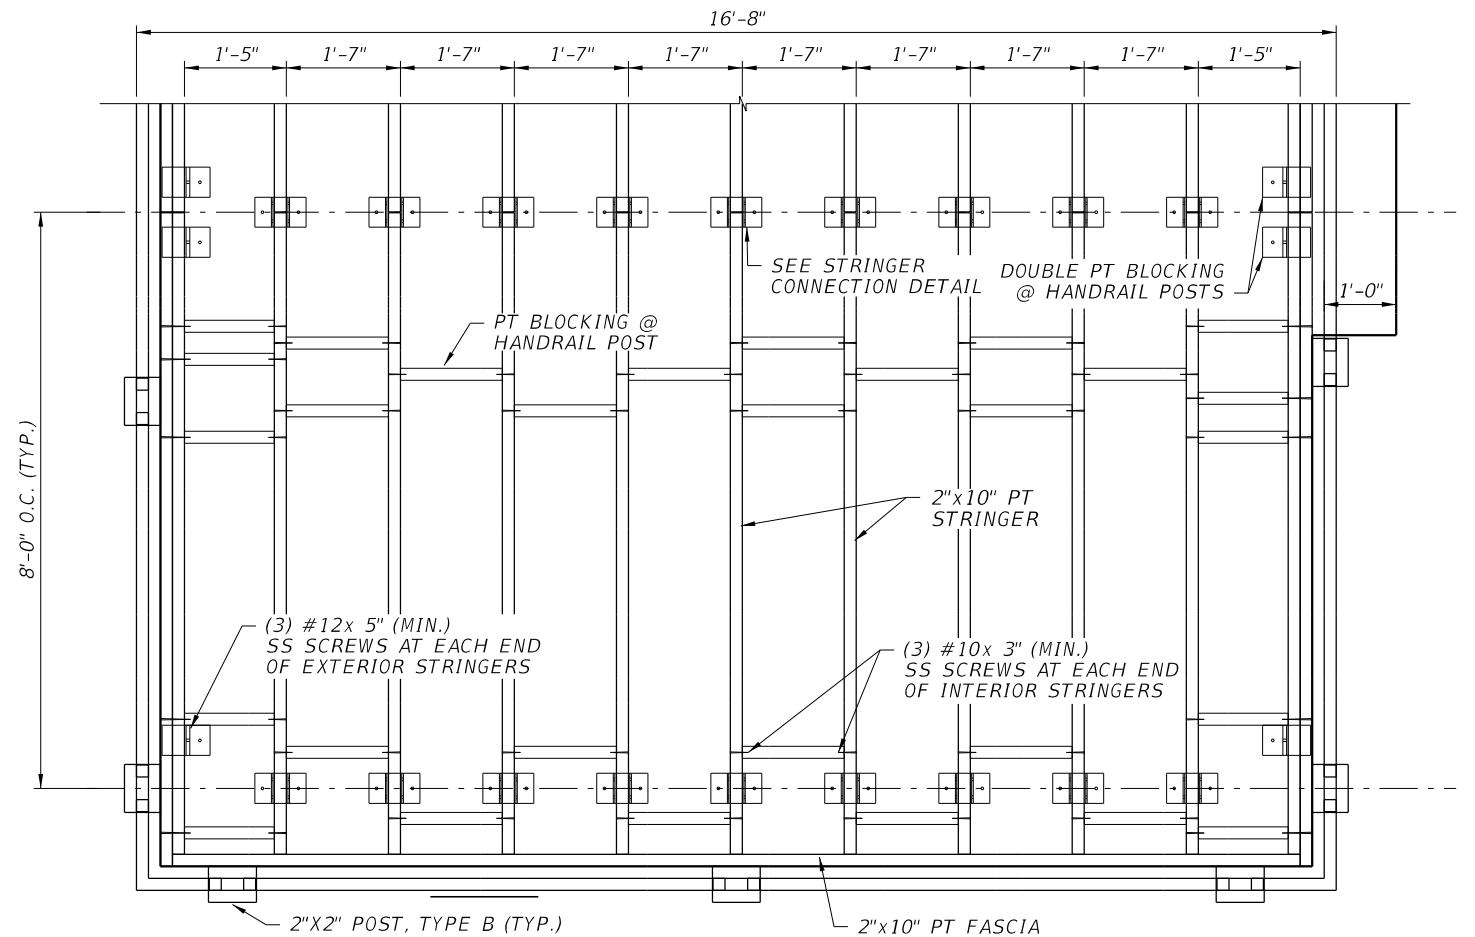 16'-8"
1'-5"
1'-7"
1'-7"
1'-7"
1'-7"
1'-7"
1'-7"
1'-7"
1'-7"
1'-5"
SEE STRINGER
CONNECTION DETAIL
DOUBLE PT BLOCKING
@ HANDRAIL POSTS
1'-0"
PT BLOCKING @
HANDRAIL POST
8'-0" O.C. (TYP.)
2"x10" PT
STRINGER
(3) #12x 5" (MIN.)
SS SCREWS AT EACH END
OF EXTERIOR STRINGERS
(3) #10x 3" (MIN.)
SS SCREWS AT EACH END
OF INTERIOR STRINGERS
2"X2" POST, TYPE B (TYP.)
2"x10" PT FASCIA